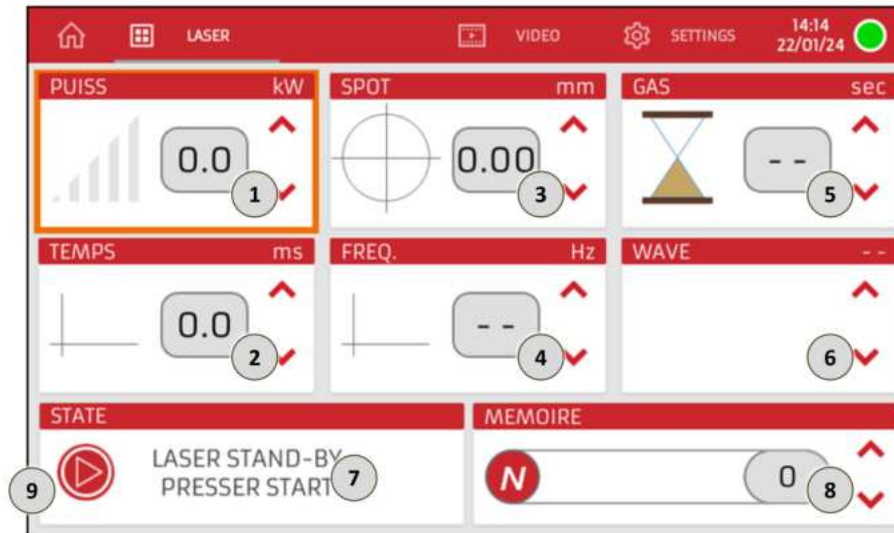 LASER
VIDEO
SETTINGS
14:14
22/01/24
PUISS kW
SPOT mm
GAS sec
0.0
0.00
- -
1
3
5
TEMPS ms
FREQ. Hz
WAVE - -
0.0
- -
2
4
6
STATE
MEMOIRE
LASER STAND-BY
PRESSER START
7
N
0
8
9